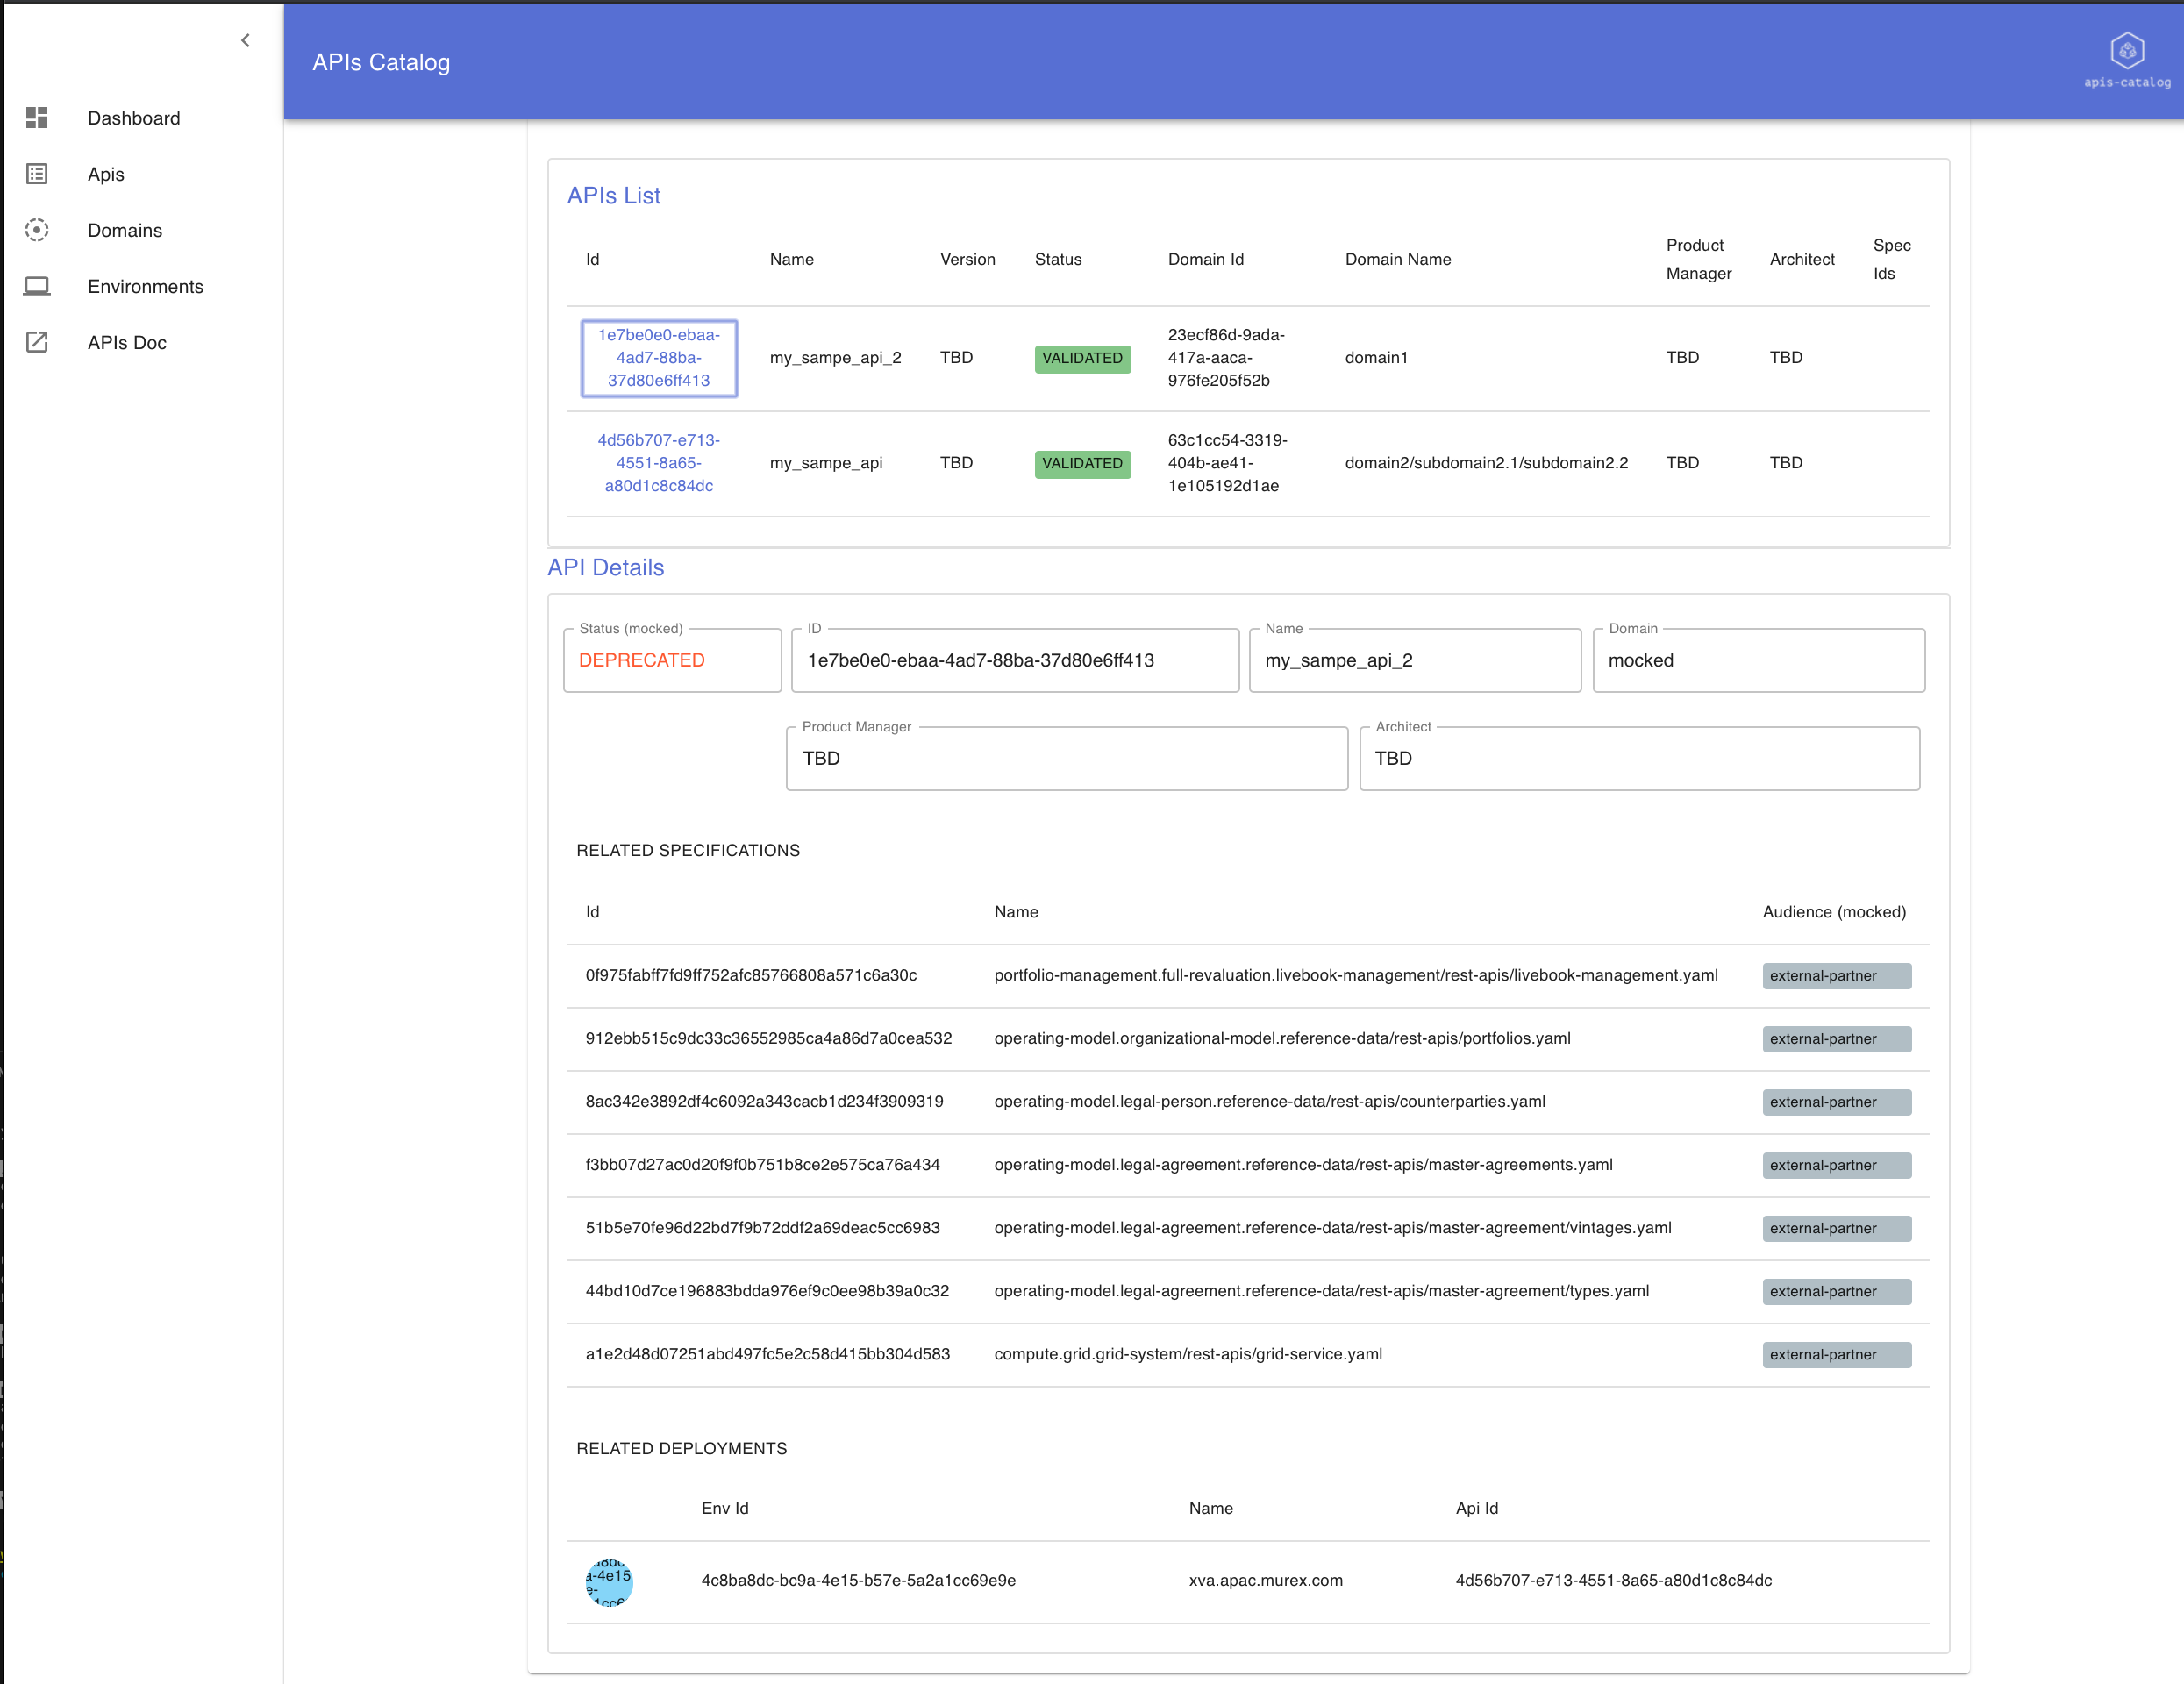 APIs Catalog
apis-catalog
Dashboard
Apis
Domains
Environments
APIs Doc
APIs List
Id Name Version Status Domain Id Domain Name Product Manager Architect Spec Ids
1e7be0e0-ebaa-
4ad7-88ba-
37d80e6ff413
my_sampe_api_2 TBD VALIDATED
23ecf86d-9ada-
417a-aaca-
976fe205f52b
domain1 TBD TBD
4d56b707-e713-
4551-8a65-
a80d1c8c84dc
my_sampe_api TBD VALIDATED
63c1cc54-3319-
404b-ae41-
1e105192d1ae
domain2/subdomain2.1/subdomain2.2 TBD TBD
API Details
Status (mocked) ID Name Domain
DEPRECATED 1e7be0e0-ebaa-4ad7-88ba-37d80e6ff413 my_sampe_api_2 mocked
Product Manager Architect
TBD TBD
RELATED SPECIFICATIONS
Id Name Audience (mocked)
0f975fabff7fd9ff752afc85766808a571c6a30c portfolio-management.full-revaluation.livebook-management/rest-apis/livebook-management.yaml external-partner
912ebb515c9dc33c36552985ca4a86d7a0cea532 operating-model.organizational-model.reference-data/rest-apis/portfolios.yaml external-partner
8ac342e3892df4c6092a343cacb1d234f3909319 operating-model.legal-person.reference-data/rest-apis/counterparties.yaml external-partner
f3bb07d27ac0d20f9f0b751b8ce2e575ca76a434 operating-model.legal-agreement.reference-data/rest-apis/master-agreements.yaml external-partner
51b5e70fe96d22bd7f9b72ddf2a69deac5cc6983 operating-model.legal-agreement.reference-data/rest-apis/master-agreement/vintages.yaml external-partner
44bd10d7ce196883bdda976ef9c0ee98b39a0c32 operating-model.legal-agreement.reference-data/rest-apis/master-agreement/types.yaml external-partner
a1e2d48d07251abd497fc5e2c58d415bb304d583 compute.grid.grid-system/rest-apis/grid-service.yaml external-partner
RELATED DEPLOYMENTS
Env Id Name Api Id
a-4e15-
e-
4c8ba8dc-bc9a-4e15-b57e-5a2a1cc69e9e xva.apac.murex.com 4d56b707-e713-4551-8a65-a80d1c8c84dc